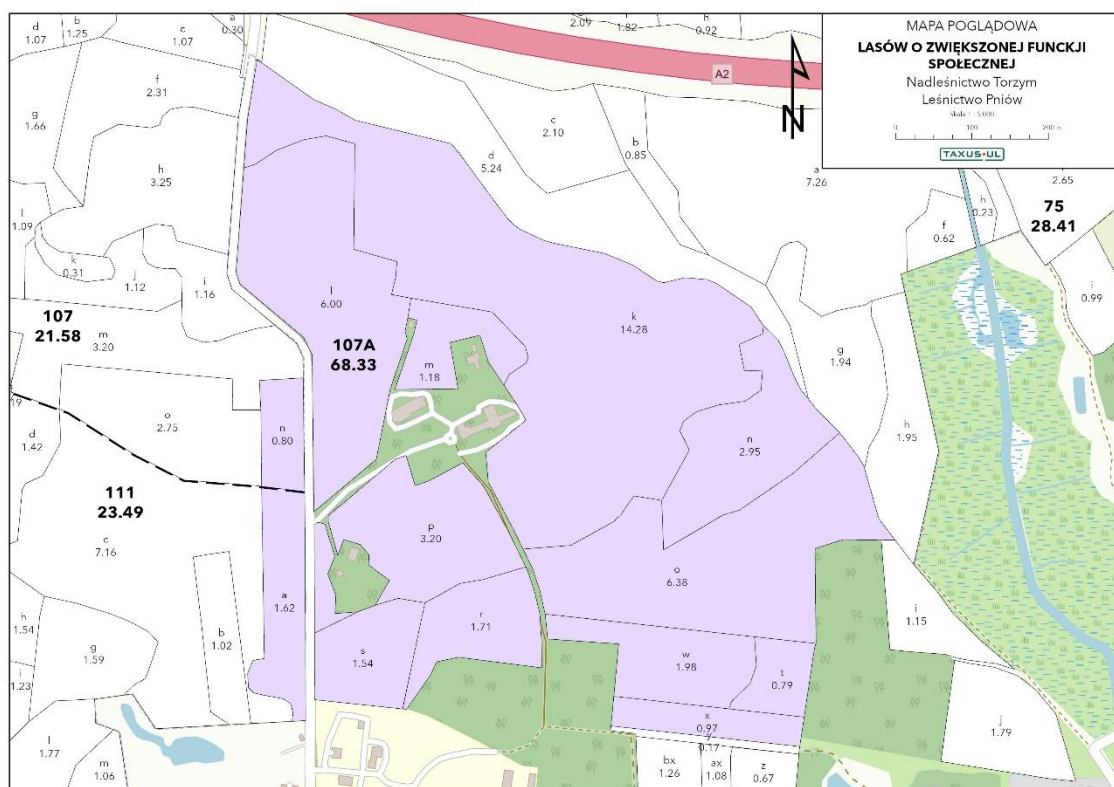 MAPA POGLĄDOWA
LASÓW O ZWIĘKSZONEJ FUNCKJI
SPOŁECZNEJ
Nadleśnictwo Torzym
Leśnictwo Pniów
Skala 1 : 5 000
0 100 200 m
TAXUS•UL
N
A2
d
1.07
b
1.25
c
1.07
a
0.30
f
2.31
g
1.66
h
3.25
l
1.09
k
0.31
j
1.12
i
1.16
107
21.58
m
3.20
o
2.75
d
1.42
n
0.80
111
23.49
c
7.16
a
1.62
b
1.02
h
1.54
g
1.59
i
1.23
l
1.77
m
1.06
2.09
1.82
h
0.92
c
2.10
b
0.85
d
5.24
a
7.26
l
6.00
107A
68.33
m
1.18
k
14.28
n
2.95
p
3.20
o
6.38
r
1.71
s
1.54
w
1.98
t
0.79
x
0.97
y
0.17
bx
1.26
ax
1.08
z
0.67
g
1.94
h
1.95
f
0.62
h
0.23
75
28.41
2.65
i
0.99
i
1.15
j
1.79